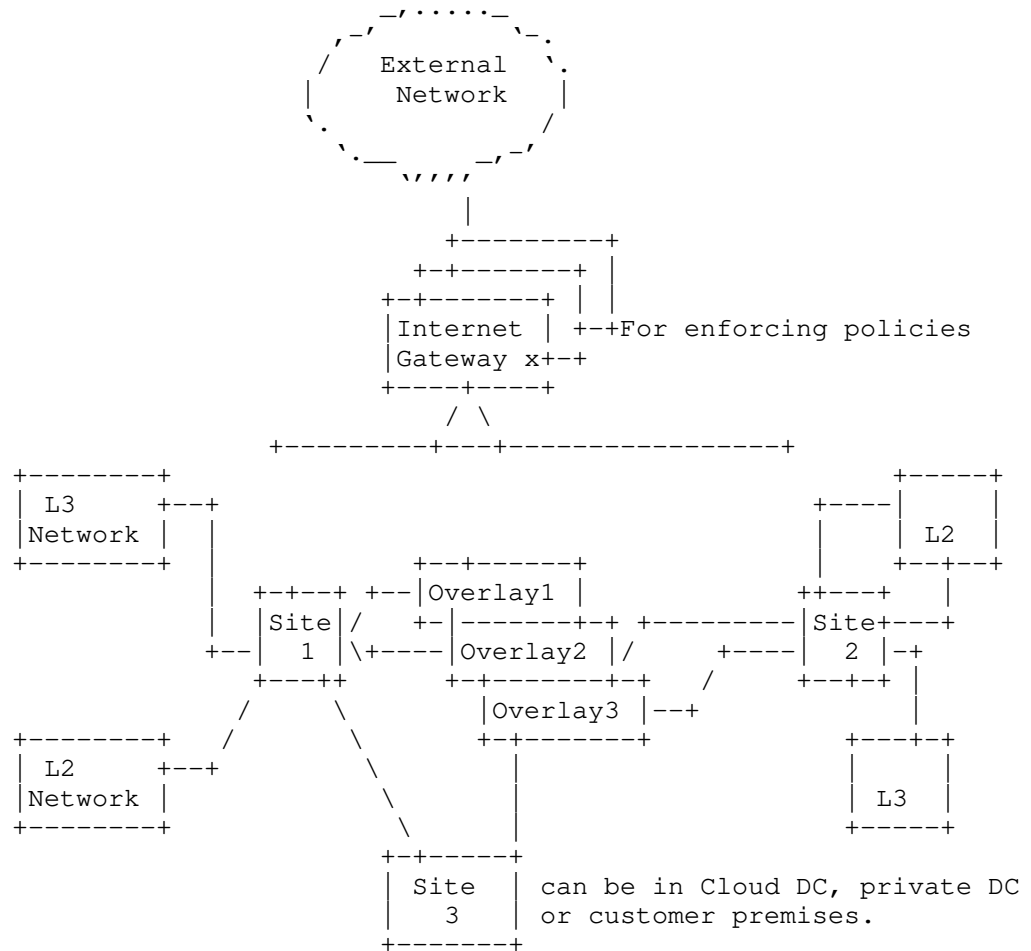 External
Network
Internet
For enforcing policies
Gateway x
L3
Network
L2
Overlay1
Site
Site
1
Overlay2
2
Overlay3
L2
Network
L3
Site
can be in Cloud DC, private DC
3
or customer premises.